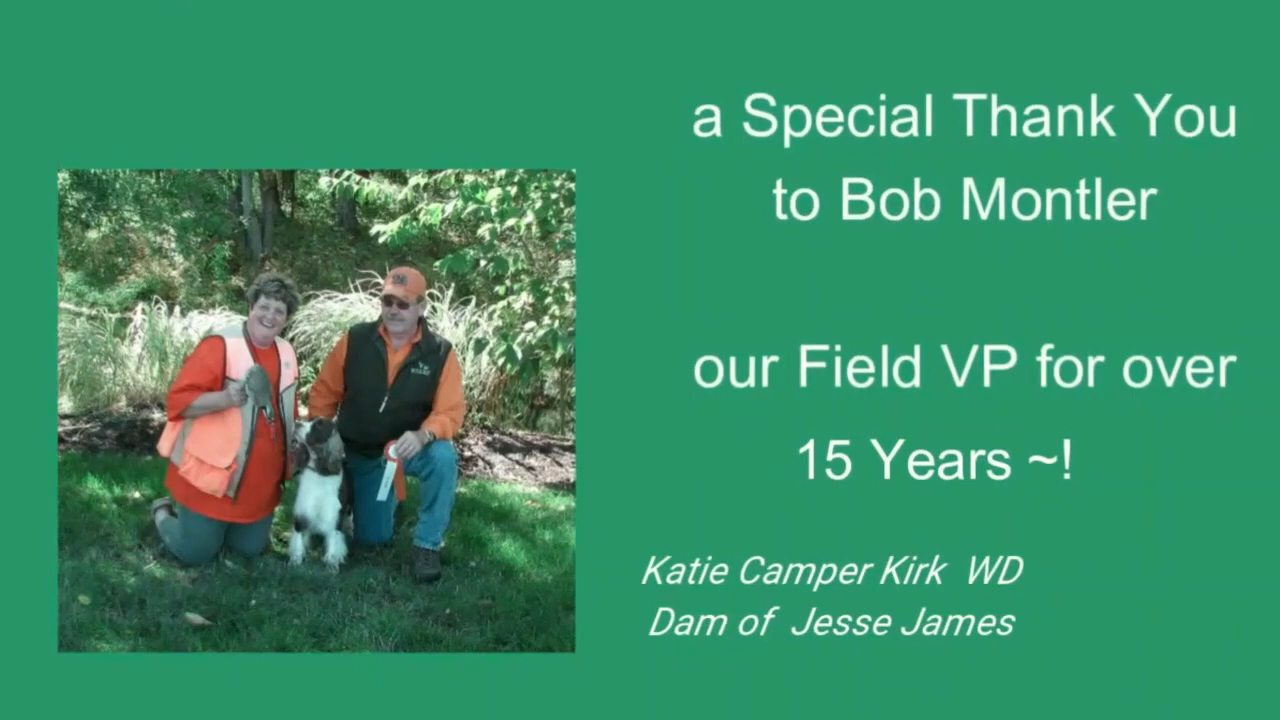 a Special Thank You
to Bob Montler
our Field VP for over
15 Years ~!
Katie Camper Kirk WD
Dam of Jesse James